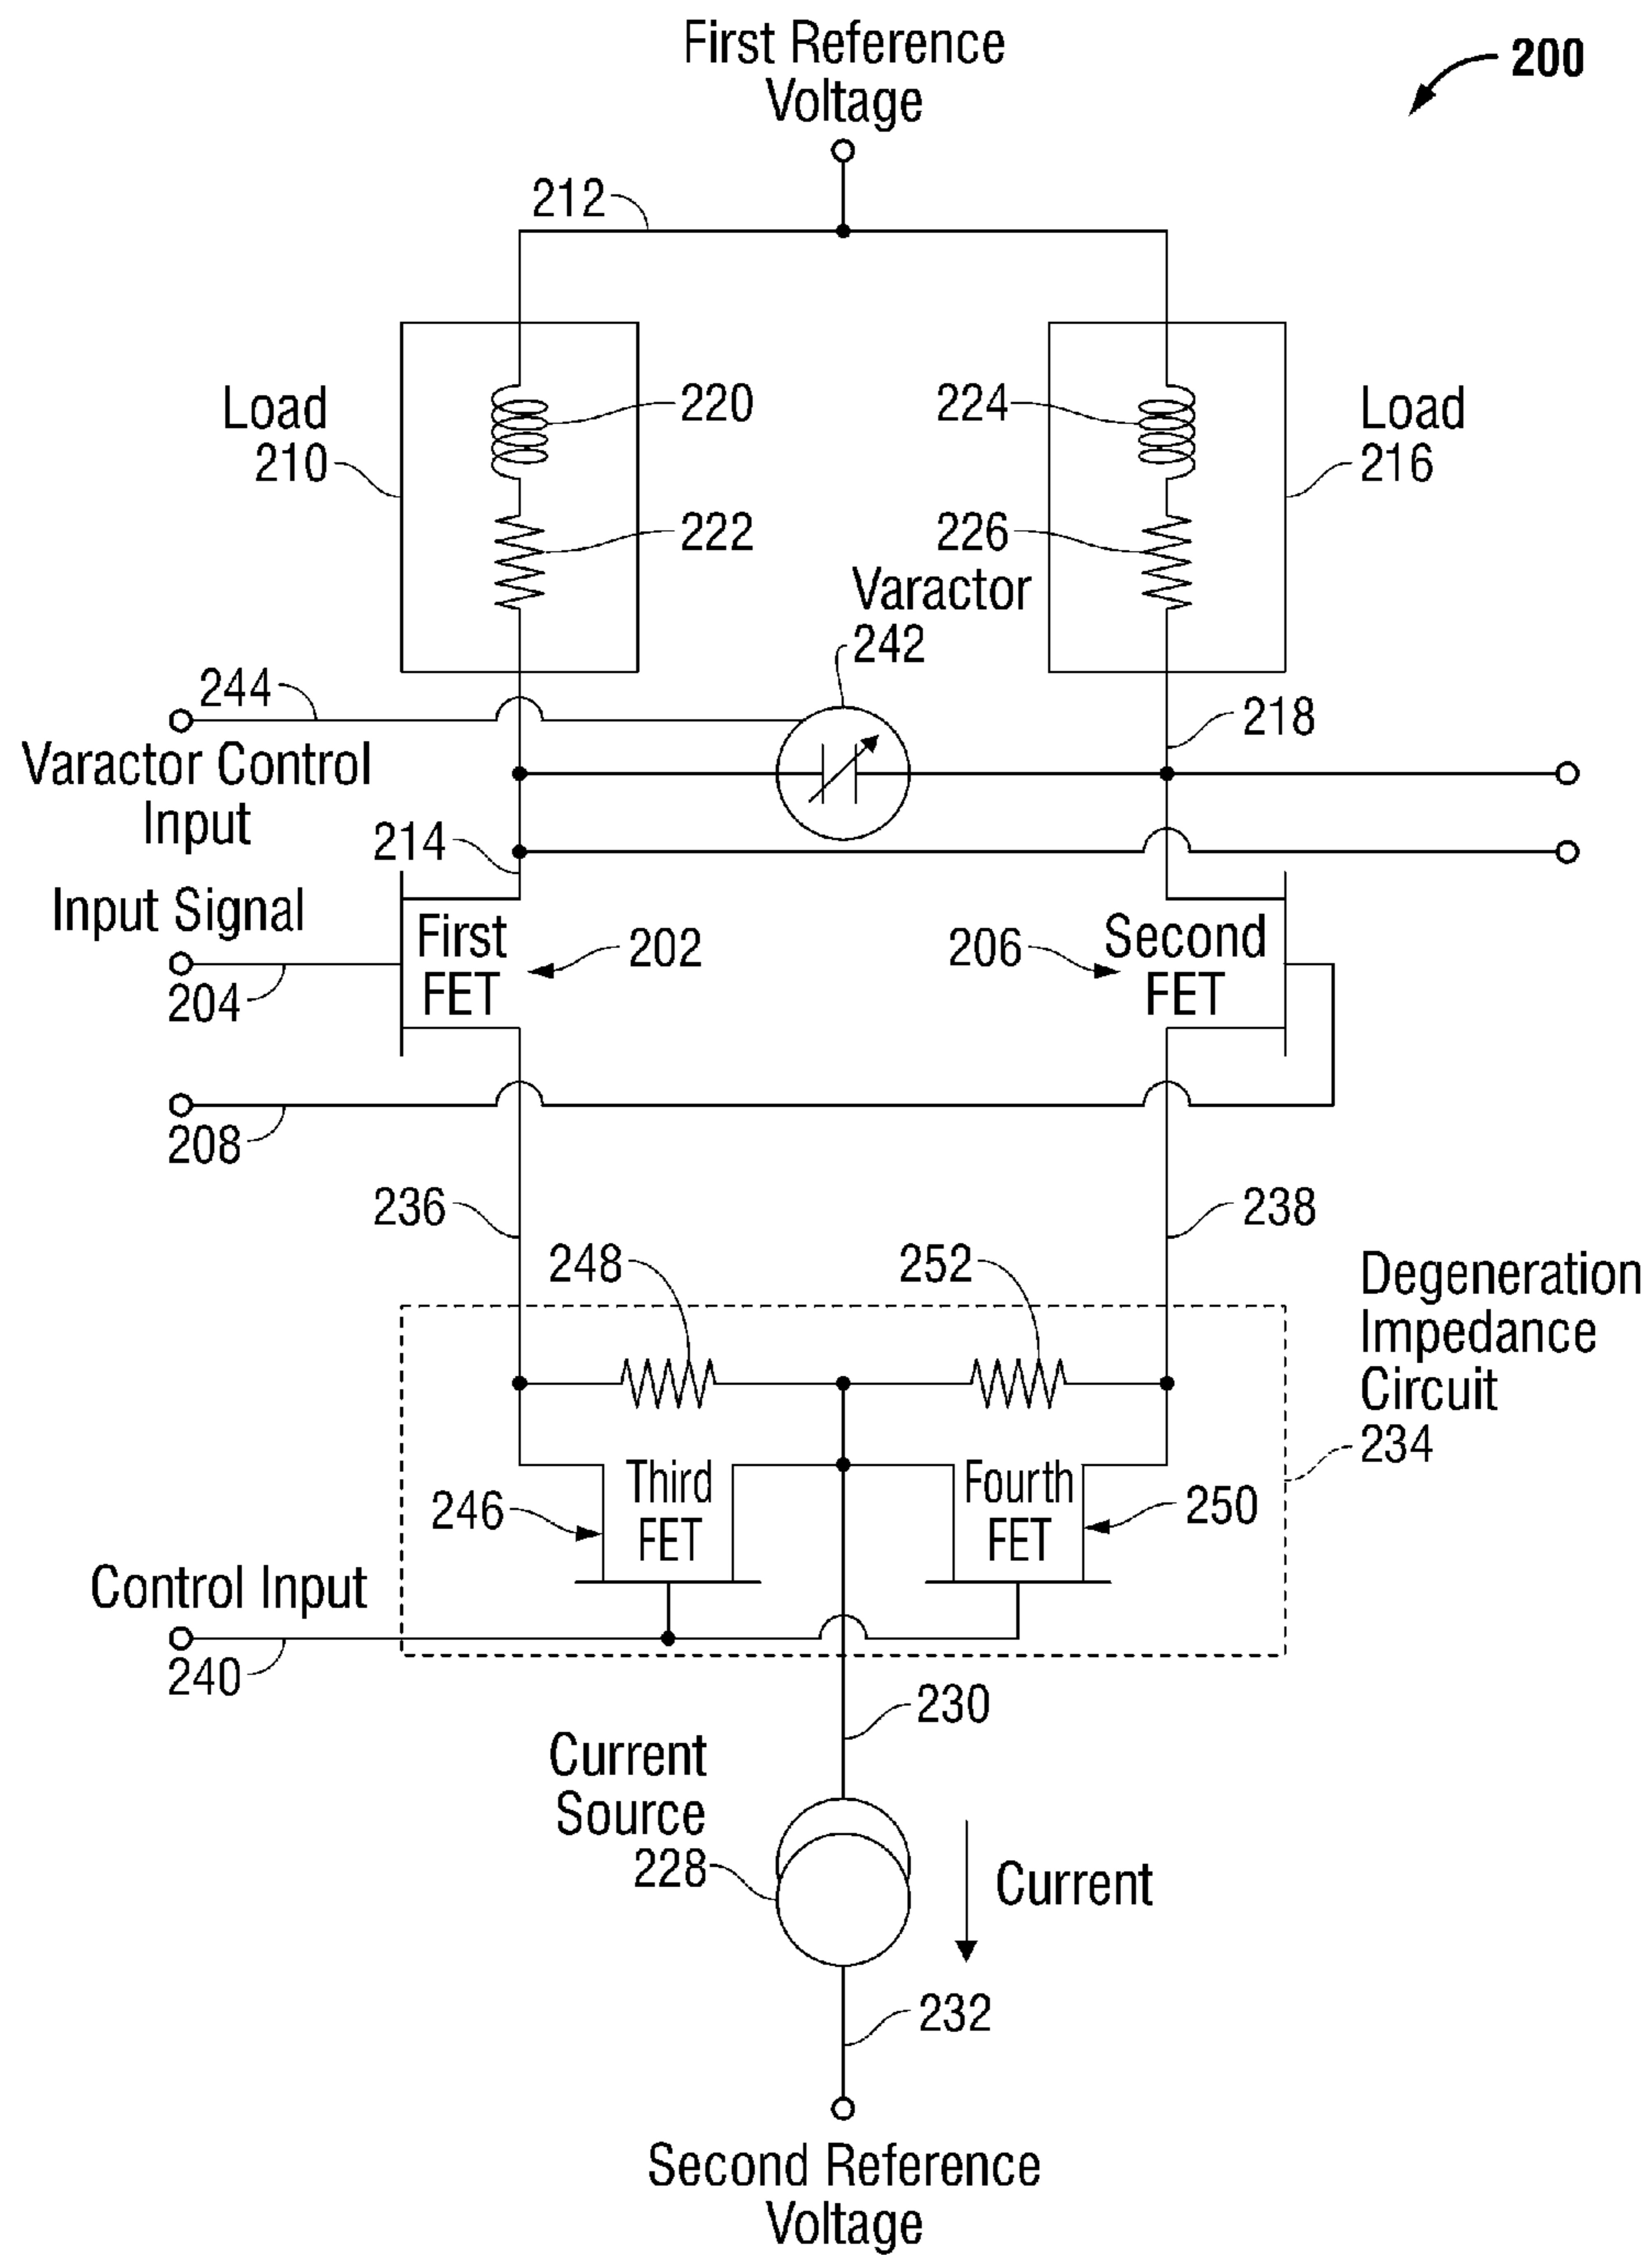 First Reference
Voltage
200
212
Load
210
220
222
224
226
Load
216
Varactor
242
244
Varactor Control
Input
218
214
Input Signal
204
First
FET
202
206
Second
FET
208
236
238
248
252
Degeneration
Impedance
Circuit
234
246
Third
FET
Fourth
FET
250
Control Input
240
230
Current
Source
228
Current
232
Second Reference
Voltage